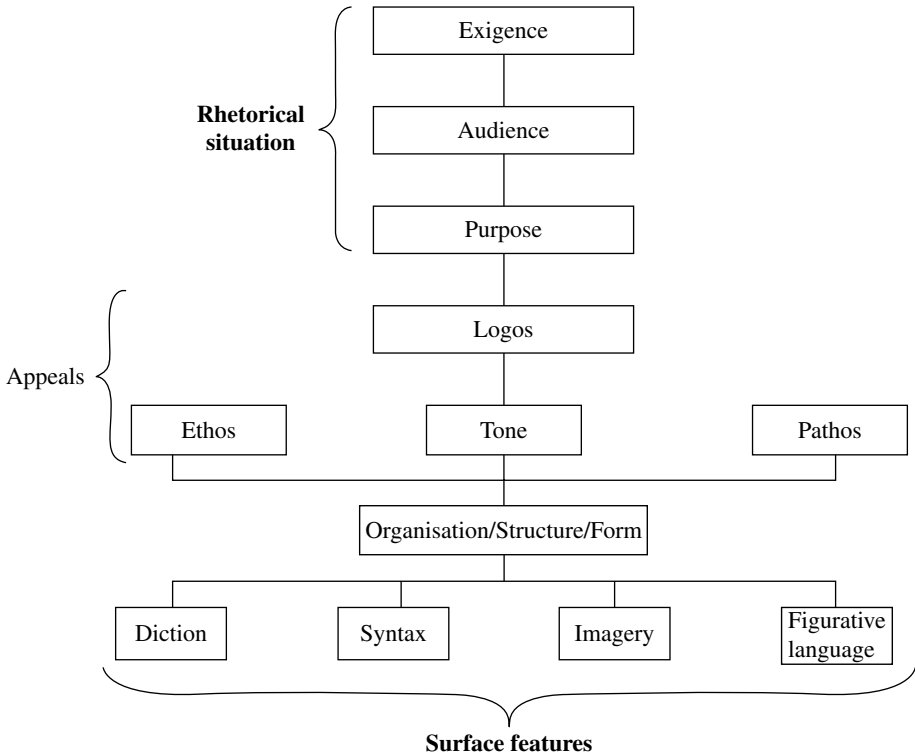 Exigence
Rhetorical
situation
Audience
Purpose
Logos
Appeals
Ethos
Tone
Pathos
Organisation/Structure/Form
Diction
Syntax
Imagery
Figurative
language
Surface features